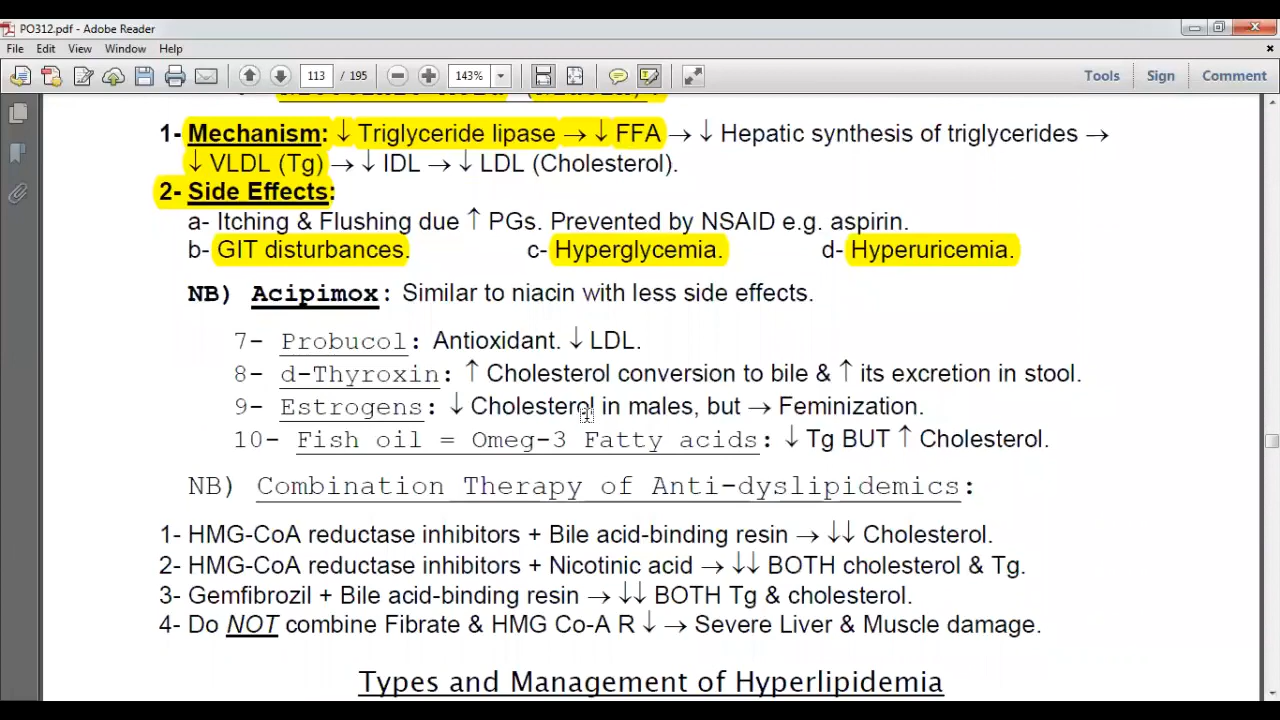 PO312.pdf - Adobe Reader
File Edit View Window Help
113 / 195 143% Tools Sign Comment
1- Mechanism: ↓ Triglyceride lipase → ↓ FFA → ↓ Hepatic synthesis of triglycerides →
↓ VLDL (Tg) → ↓ IDL → ↓ LDL (Cholesterol).
2- Side Effects:
a- Itching & Flushing due ↑ PGs. Prevented by NSAID e.g. aspirin.
b- GIT disturbances. c- Hyperglycemia. d- Hyperuricemia.
NB) Acipimox: Similar to niacin with less side effects.
7- Probucol: Antioxidant. ↓ LDL.
8- d-Thyroxin: ↑ Cholesterol conversion to bile & ↑ its excretion in stool.
9- Estrogens: ↓ Cholesterol in males, but → Feminization.
10- Fish oil = Omeg-3 Fatty acids: ↓ Tg BUT ↑ Cholesterol.
NB) Combination Therapy of Anti-dyslipidemics:
1- HMG-CoA reductase inhibitors + Bile acid-binding resin → ↓↓ Cholesterol.
2- HMG-CoA reductase inhibitors + Nicotinic acid → ↓↓ BOTH cholesterol & Tg.
3- Gemfibrozil + Bile acid-binding resin → ↓↓ BOTH Tg & cholesterol.
4- Do NOT combine Fibrate & HMG Co-A R ↓ → Severe Liver & Muscle damage.
Types and Management of Hyperlipidemia